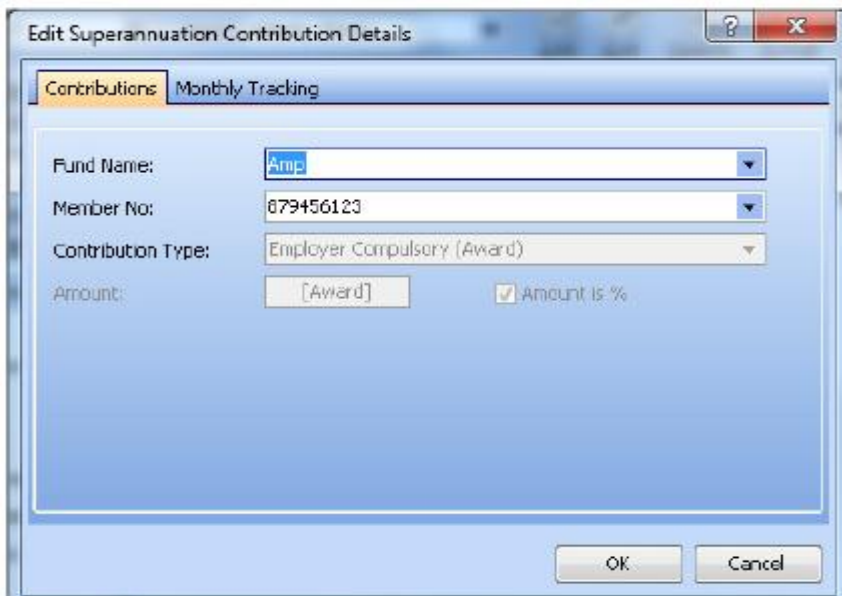 Edit Superannuation Contribution Details
Contributions Monthly Tracking
Fund Name: Amp
Member No: 879456123
Contribution Type: Employer Compulsory (Award)
Amount: [Award] Amount is %
OK Cancel